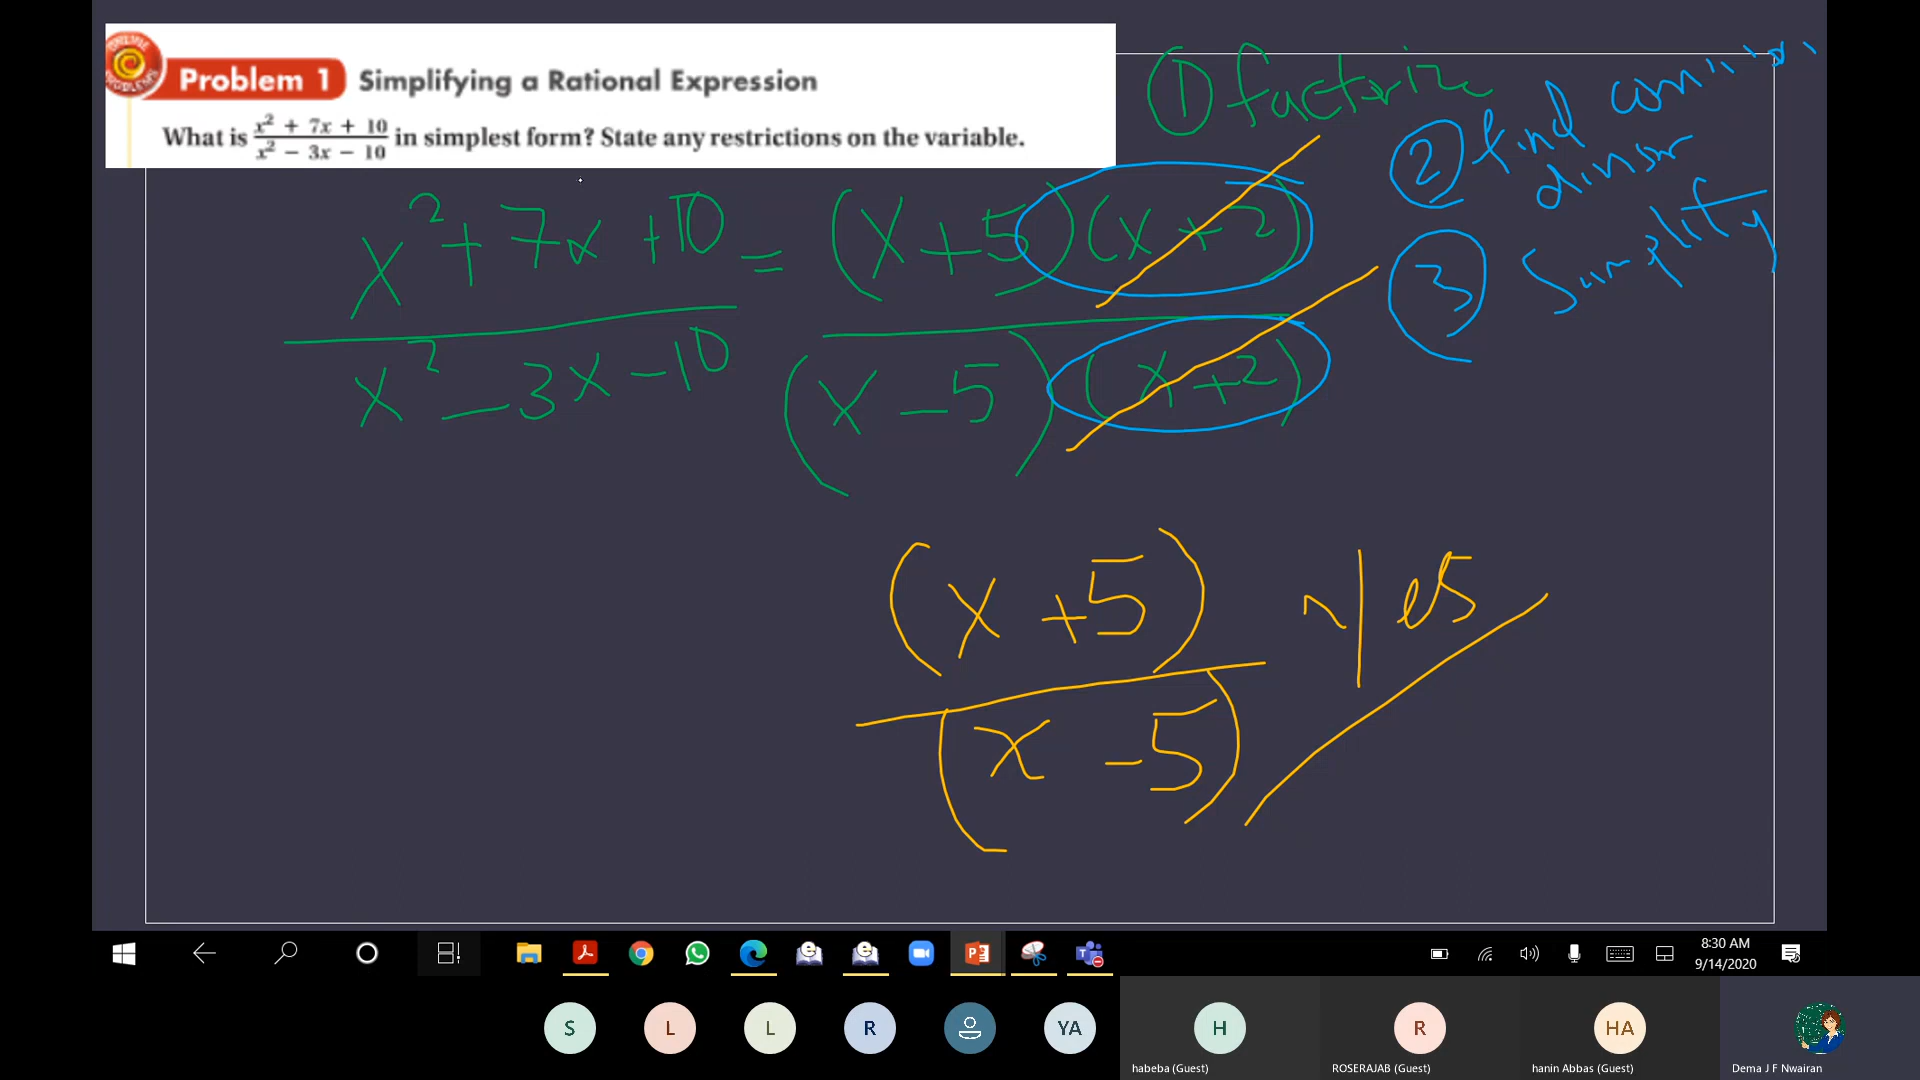 Problem 1 Simplifying a Rational Expression
What is x² + 7x + 10 / x² − 3x − 10 in simplest form? State any restrictions on the variable.
① factorize
② find common
divisor
③ Simplify
x² + 7x + 10 = (x + 5)(x + 2)
x² − 3x − 10 (x − 5)(x + 2)
(x + 5) yes
(x − 5)
8:30 AM
9/14/2020
S L L R YA H R HA
habeba (Guest) ROSERAJAB (Guest) hanin Abbas (Guest) Dema J F Nwairan